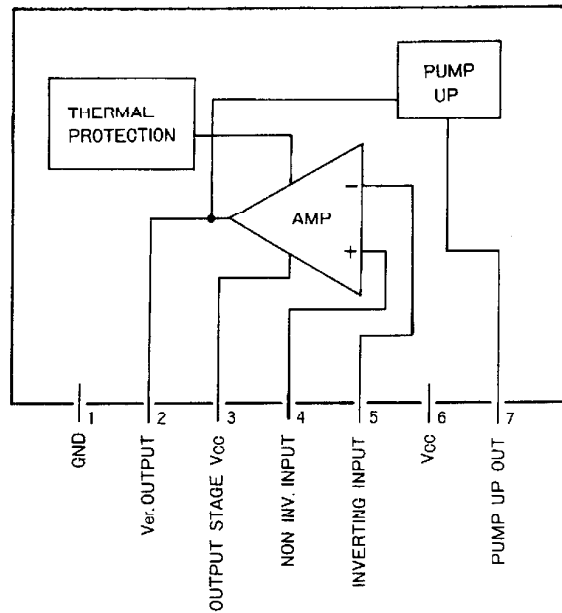 PUMP
UP
THERMAL
PROTECTION
AMP
−
+
1 2 3 4 5 6 7
GND
Ver. OUTPUT
OUTPUT STAGE Vcc
NON INV. INPUT
INVERTING INPUT
Vcc
PUMP UP OUT